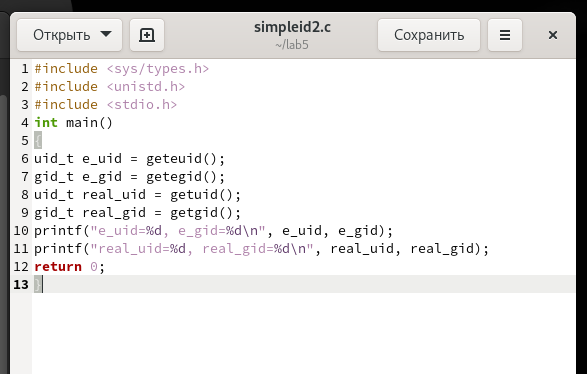 Открыть
simpleid2.c
~/lab5
Сохранить
1 #include <sys/types.h>
2 #include <unistd.h>
3 #include <stdio.h>
4 int main()
5 {
6 uid_t e_uid = geteuid();
7 gid_t e_gid = getegid();
8 uid_t real_uid = getuid();
9 gid_t real_gid = getgid();
10 printf("e_uid=%d, e_gid=%d\n", e_uid, e_gid);
11 printf("real_uid=%d, real_gid=%d\n", real_uid, real_gid);
12 return 0;
13 }